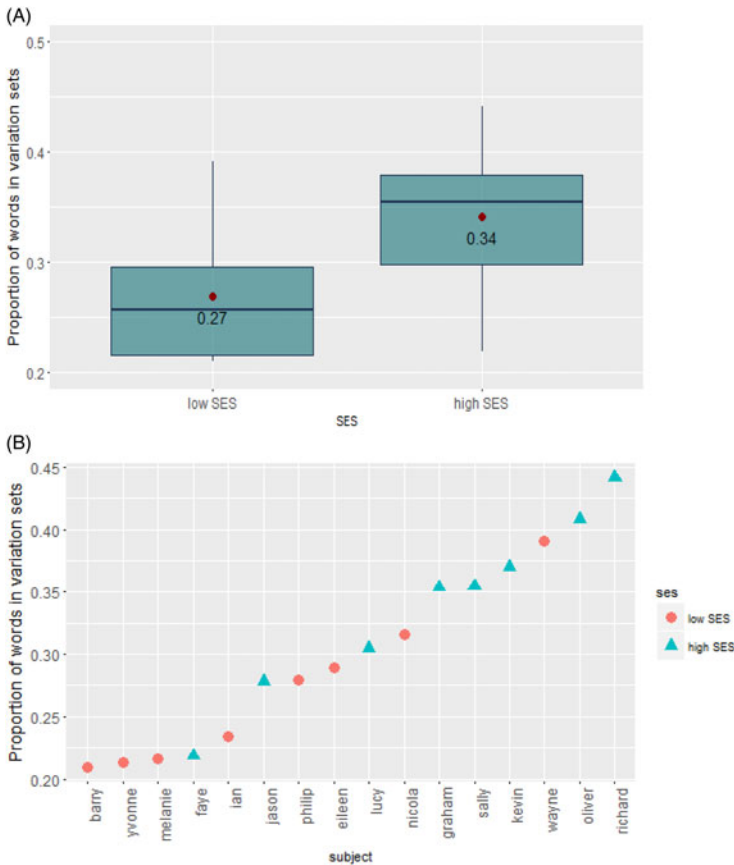 (A)
Proportion of words in variation sets
0.5
0.4
0.3
0.2
0.27
0.34
low SES
high SES
SES
(B)
Proportion of words in variation sets
0.45
0.40
0.35
0.30
0.25
0.20
barry
yvonne
melanie
faye
ian
jason
philip
eileen
lucy
nicola
graham
sally
kevin
wayne
oliver
richard
subject
ses
low SES
high SES